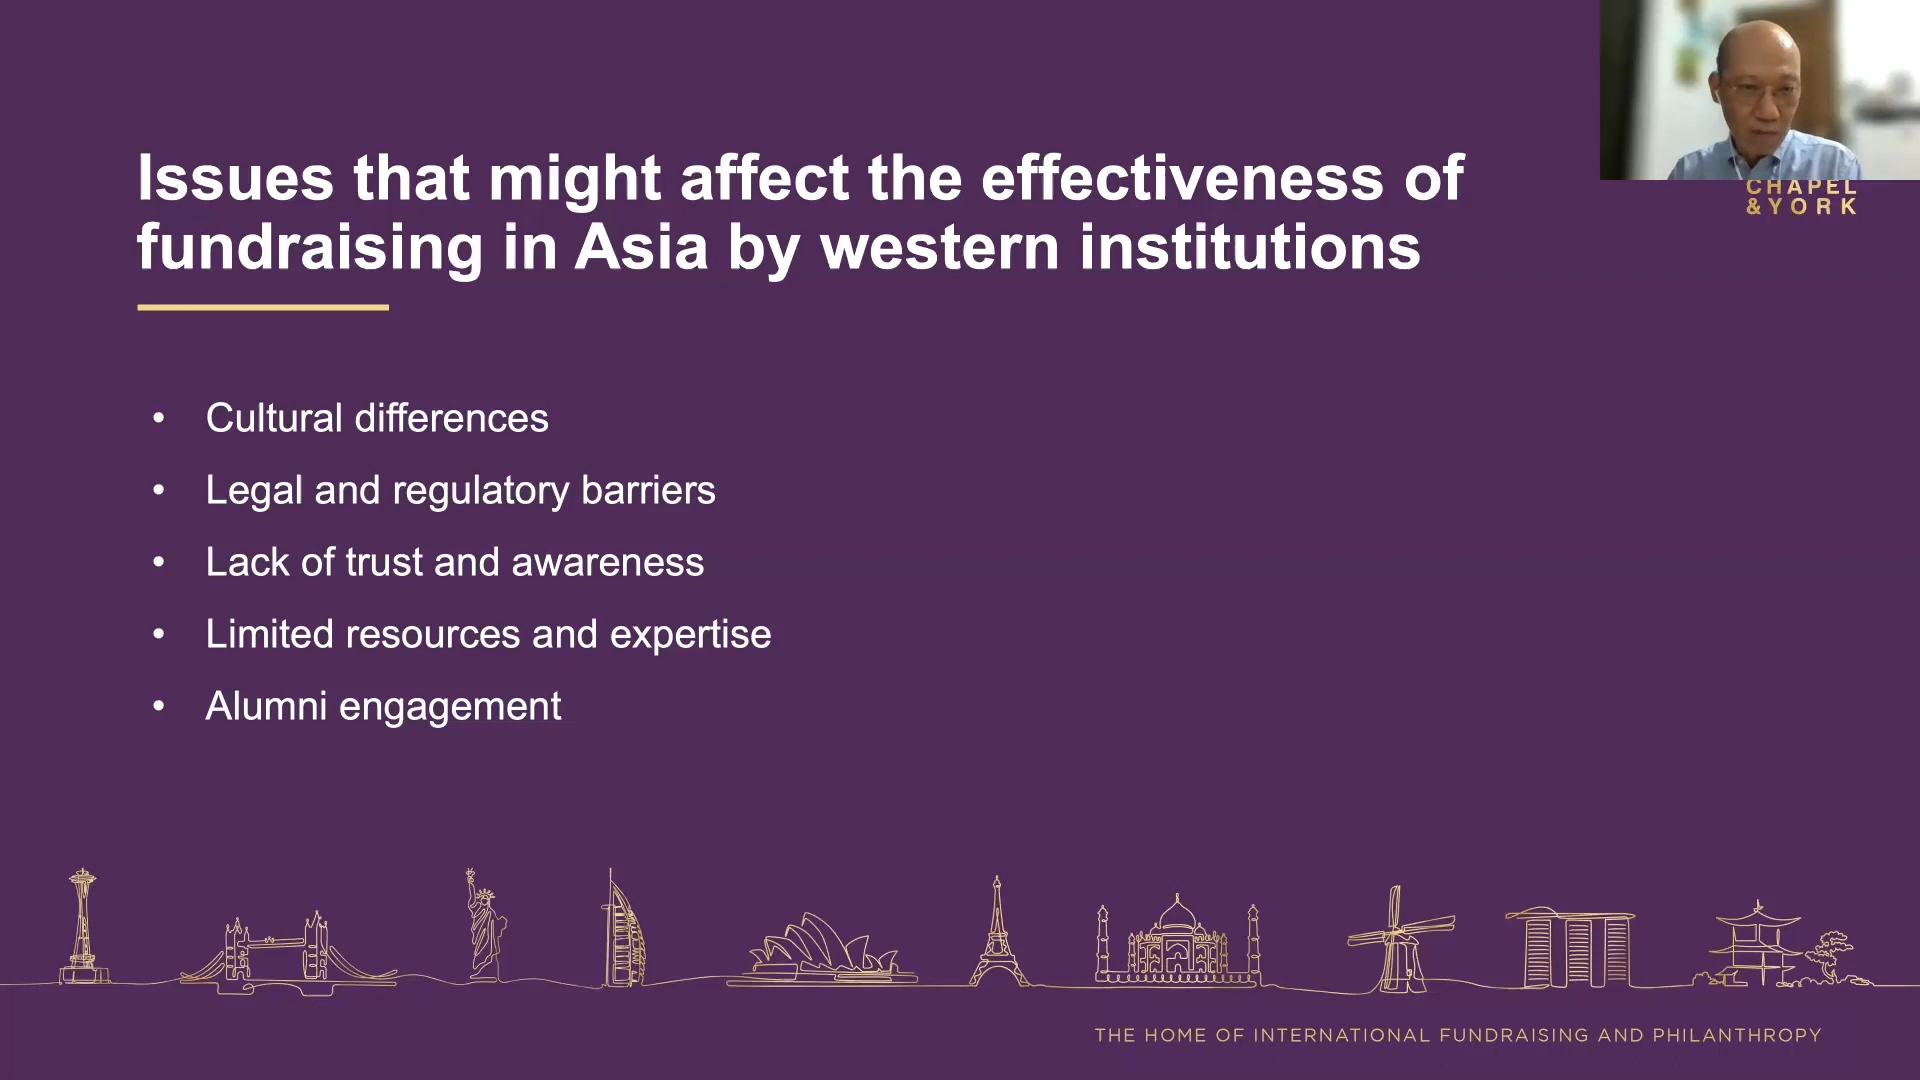 Issues that might affect the effectiveness of
fundraising in Asia by western institutions
CHAPEL
&YORK
• Cultural differences
• Legal and regulatory barriers
• Lack of trust and awareness
• Limited resources and expertise
• Alumni engagement
THE HOME OF INTERNATIONAL FUNDRAISING AND PHILANTHROPY